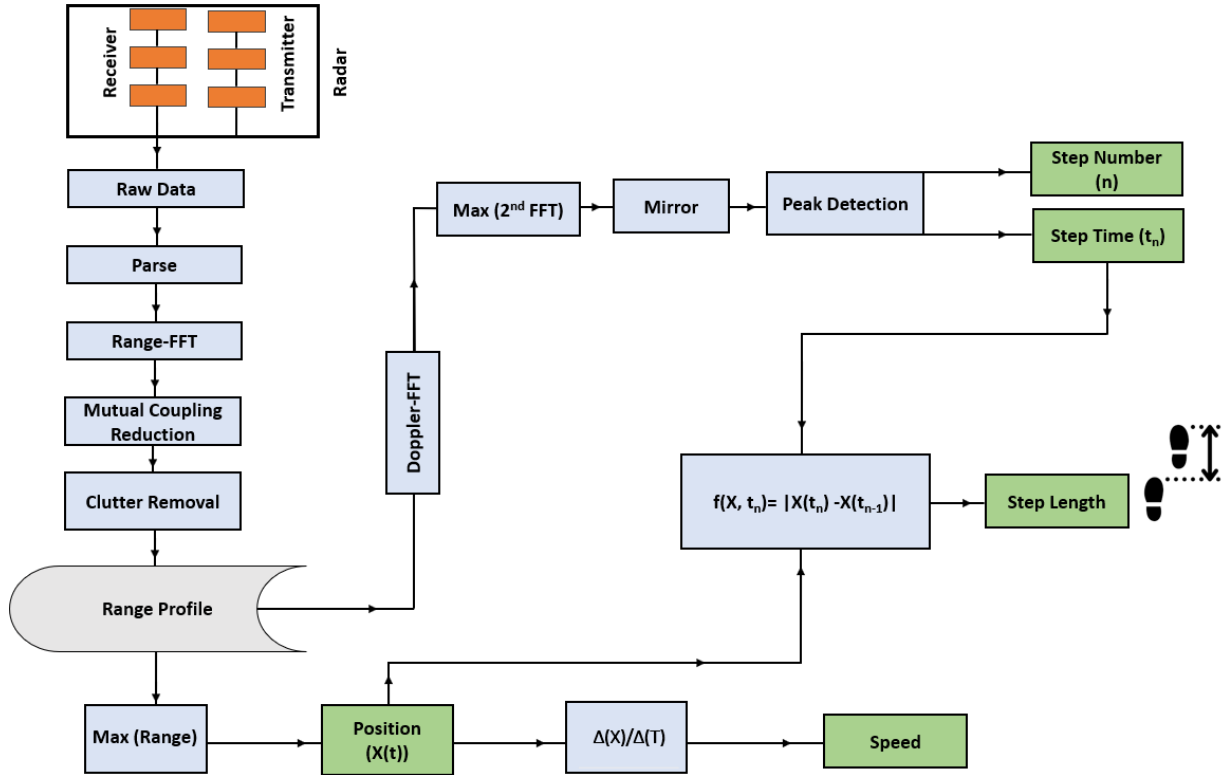 Receiver
Transmitter
Radar
Raw Data
Parse
Range-FFT
Mutual Coupling
Reduction
Clutter Removal
Range Profile
Max (Range)
Doppler-FFT
Max (2nd FFT)
Mirror
Peak Detection
Step Number
(n)
Step Time (tn)
f(X, tn)= |X(tn) -X(tn-1)|
Step Length
Position
(X(t))
Δ(X)/Δ(T)
Speed